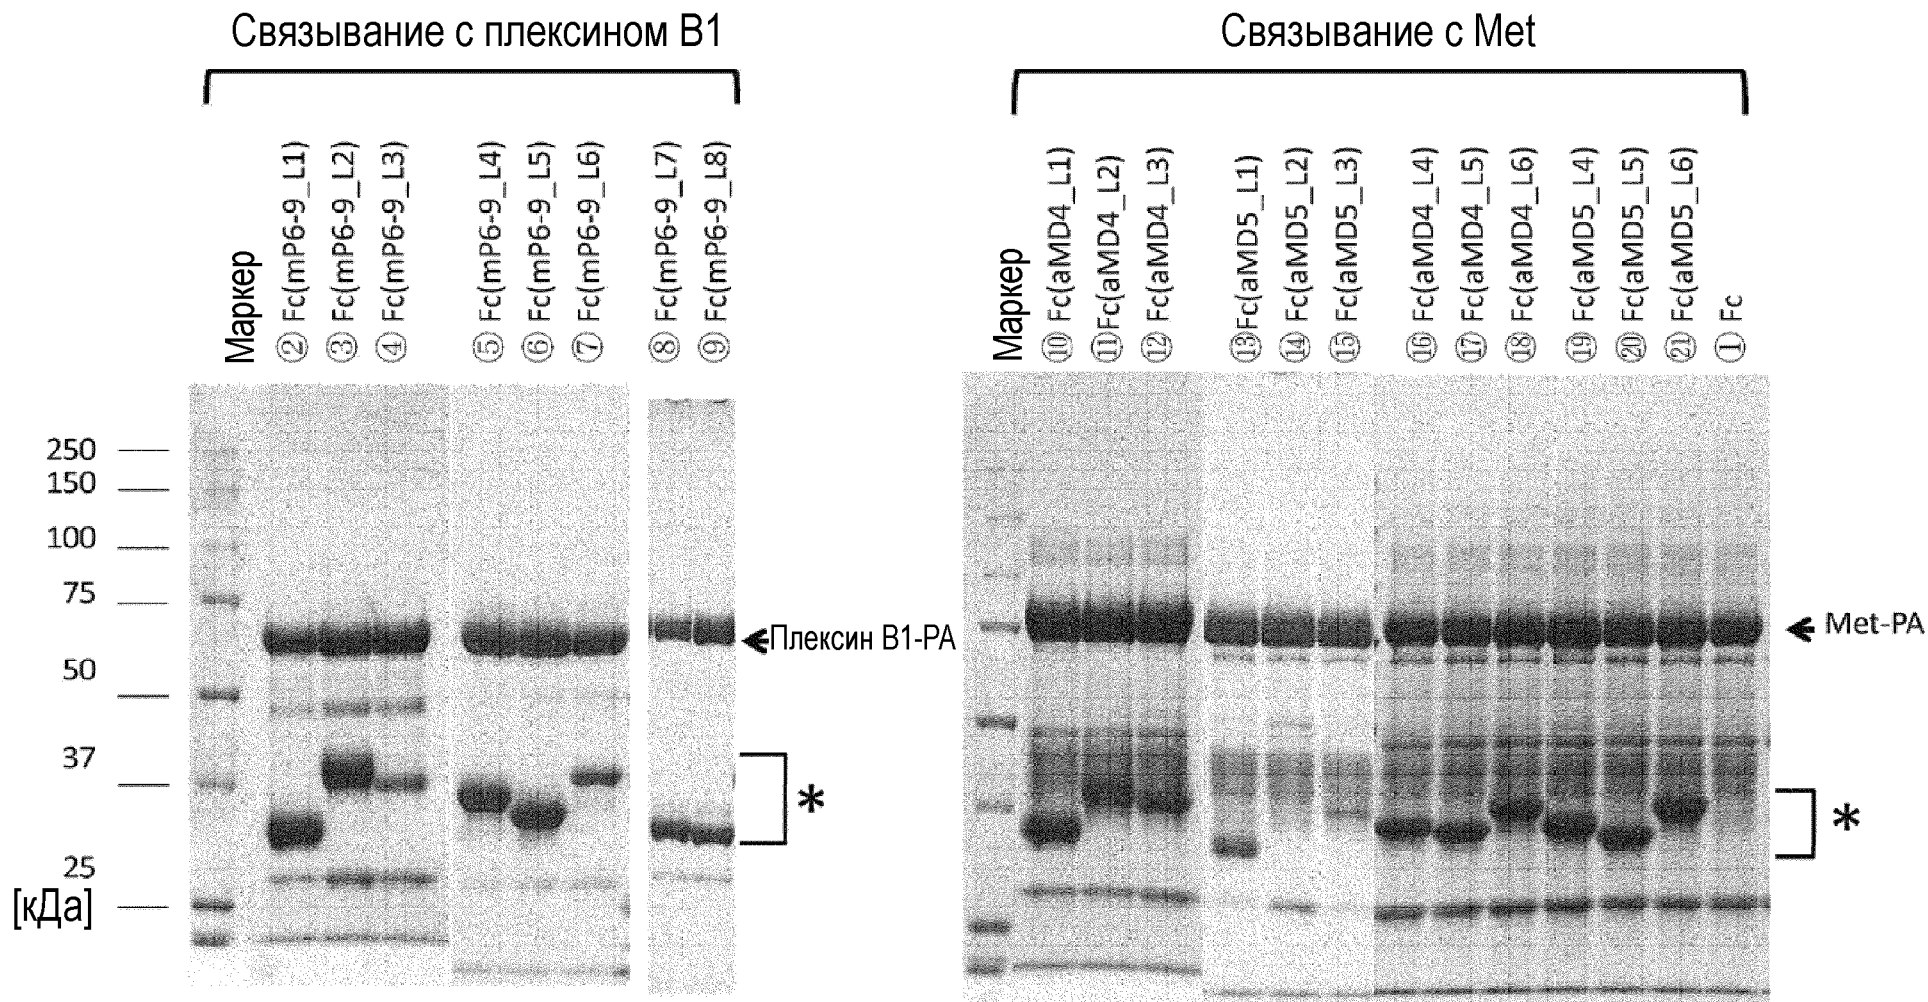 Связывание с плексином B1
Маркер
② Fc(mP6-9_L1)
③ Fc(mP6-9_L2)
④ Fc(mP6-9_L3)
⑤ Fc(mP6-9_L4)
⑥ Fc(mP6-9_L5)
⑦ Fc(mP6-9_L6)
⑧ Fc(mP6-9_L7)
⑨ Fc(mP6-9_L8)
250
150
100
75
50
37
25
[кДа]
Плексин B1-PA
*
Связывание с Met
Маркер
⑩ Fc(aMD4_L1)
⑪Fc(aMD4_L2)
⑫ Fc(aMD4_L3)
⑬Fc(aMD5_L1)
⑭ Fc(aMD5_L2)
⑮ Fc(aMD5_L3)
⑯ Fc(aMD4_L4)
⑰ Fc(aMD4_L5)
⑱ Fc(aMD4_L6)
⑲ Fc(aMD5_L4)
⑳ Fc(aMD5_L5)
㉑ Fc(aMD5_L6)
① Fc
Met-PA
*